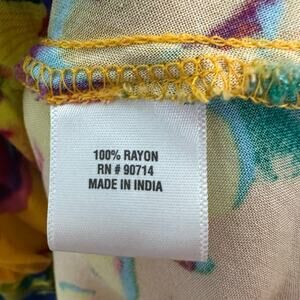 100% RAYON
RN # 90714
MADE IN INDIA